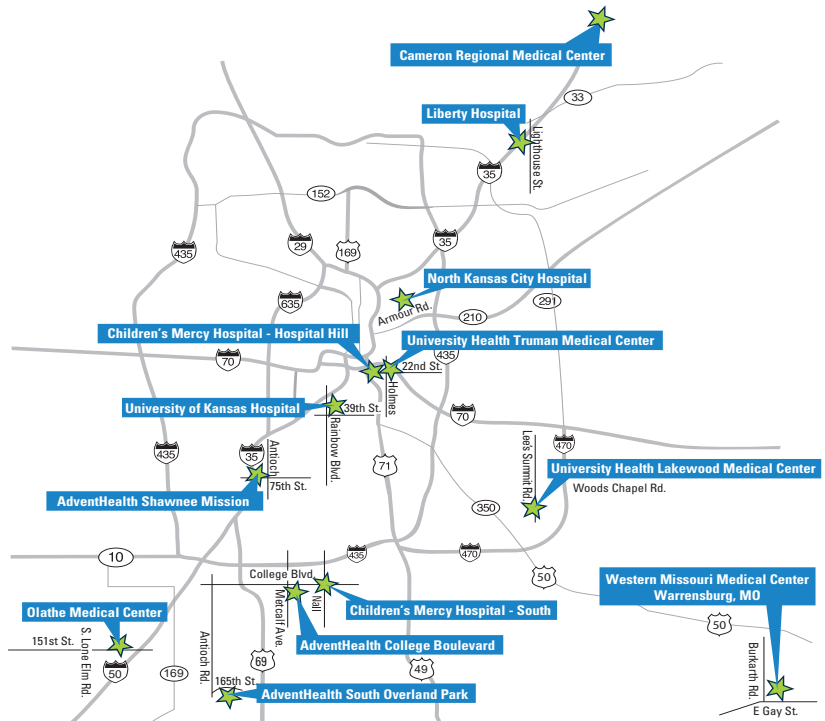 Cameron Regional Medical Center
33
Liberty Hospital
Lighthouse St.
35
152
435
29
169
35
North Kansas City Hospital
635
Armour Rd.
210
291
Children's Mercy Hospital - Hospital Hill
University Health Truman Medical Center
70
435
22nd St.
Holmes
University of Kansas Hospital
39th St.
Rainbow Blvd.
70
435
35
Antioch
71
Lee's Summit Rd.
470
University Health Lakewood Medical Center
75th St.
Woods Chapel Rd.
AdventHealth Shawnee Mission
350
10
435
470
College Blvd.
50
Western Missouri Medical Center
Warrensburg, MO
Metcalf Ave.
Nall
Children's Mercy Hospital - South
Olathe Medical Center
50
151st St.
S. Lone Elm Rd.
AdventHealth College Boulevard
Antioch Rd.
69
49
50
169
165th St.
AdventHealth South Overland Park
Burkarth Rd.
E Gay St.